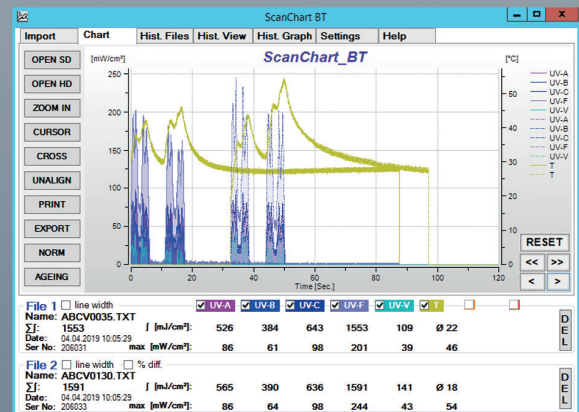 ScanChart BT
Import Chart Hist. Files Hist. View Hist. Graph Settings Help
OPEN SD
OPEN HD
ZOOM IN
CURSOR
CROSS
UNALIGN
PRINT
EXPORT
NORM
AGEING
ScanChart_BT
[mW/cm²]
[°C]
250
200
150
100
50
0
60
50
40
30
20
10
0
0 20 40 60 80 100 120
Time [Sec.]
UV-A
UV-B
UV-C
UV-F
UV-V
UV-A
UV-B
UV-C
UV-F
UV-V
T
T
RESET
<< >>
< >
File 1 line width UV-A UV-B UV-C UV-F UV-V T
Name: ABCV0035.TXT
∑∫: 1553 ∫ [mJ/cm²]: 526 384 643 1553 109 Ø 22
Date: 04.04.2019 10:05:29
Ser No: 206031 max [mW/cm²]: 86 61 98 201 39 46
DEL
File 2 line width % diff.
Name: ABCV0130.TXT
∑∫: 1591 ∫ [mJ/cm²]: 565 390 636 1591 141 Ø 18
Date: 04.04.2019 10:05:29
Ser No: 206033 max [mW/cm²]: 86 64 98 244 43 54
DEL